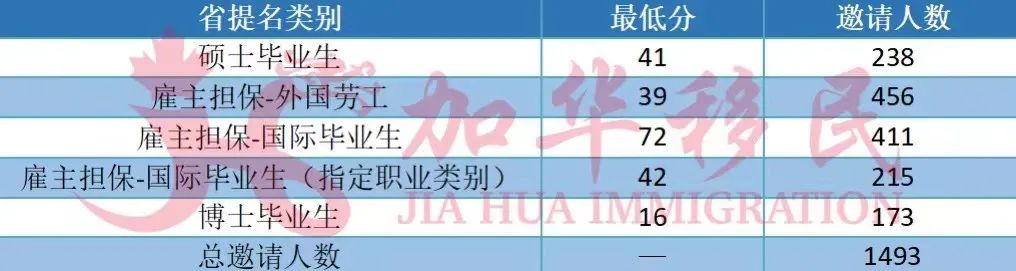 省提名类别 最低分 邀请人数
硕士毕业生 41 238
雇主担保-外国劳工 39 456
雇主担保-国际毕业生 72 411
雇主担保-国际毕业生（指定职业类别） 42 215
博士毕业生 16 173
总邀请人数 — 1493
加华移民
JIA HUA IMMIGRATION